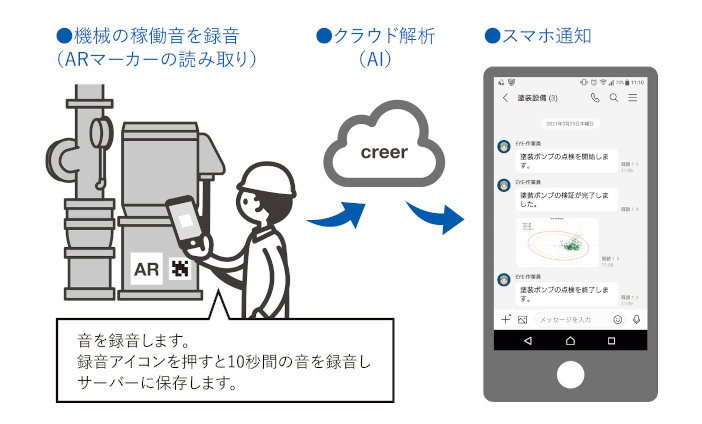 ●機械の稼働音を録音
（ARマーカーの読み取り）
●クラウド解析
（AI）
●スマホ通知
creer
AR
音を録音します。
録音アイコンを押すと10秒間の音を録音し
サーバーに保存します。
11:10
塗装設備 (3)
2021年3月25日木曜日
EYE-作業員
塗装ポンプの点検を開始しま
す。
既読 1
11:06
EYE-作業員
塗装ポンプの検証が完了しま
した。
既読 1
既読 1
11:08
EYE-作業員
塗装ポンプの点検を終了しま
す。
既読 1
11:09
メッセージを入力